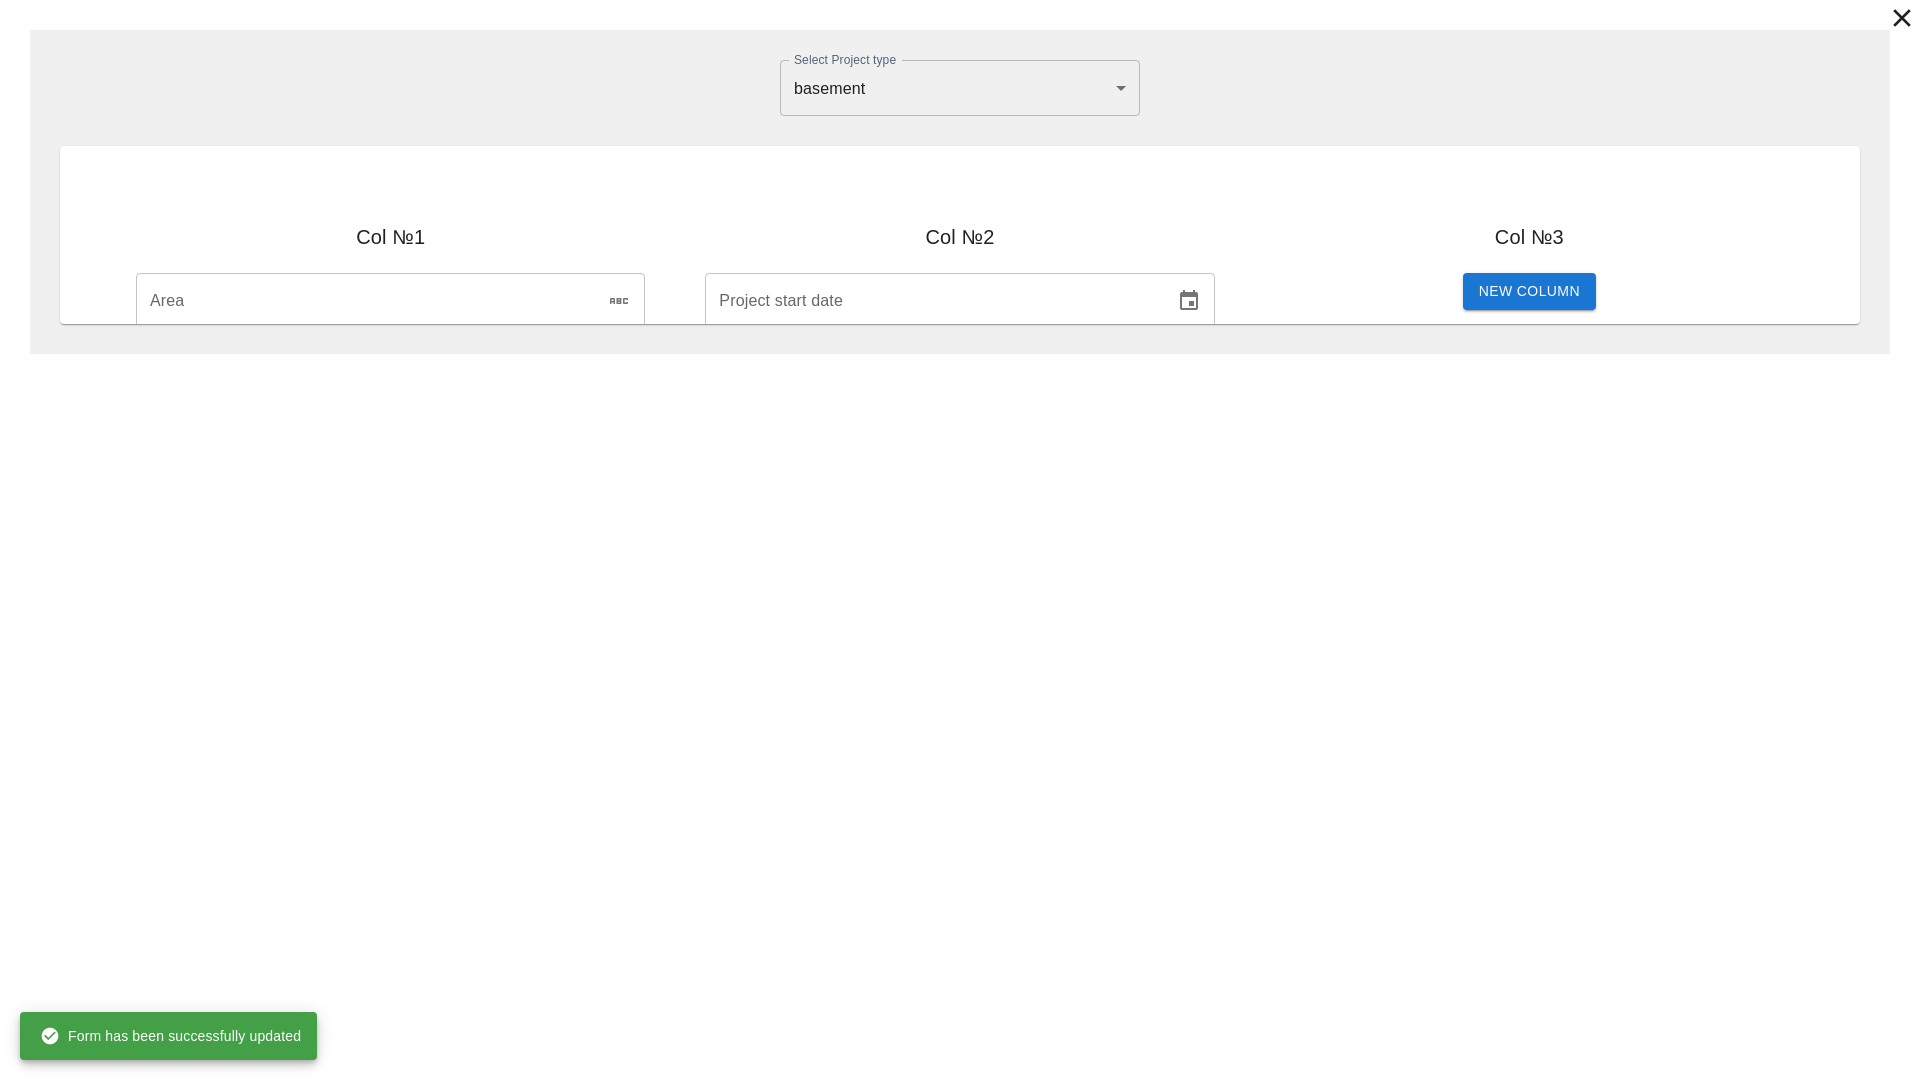 Select Project type
basement
Col №1
Col №2
Col №3
Area
ABC
Project start date
NEW COLUMN
Form has been successfully updated